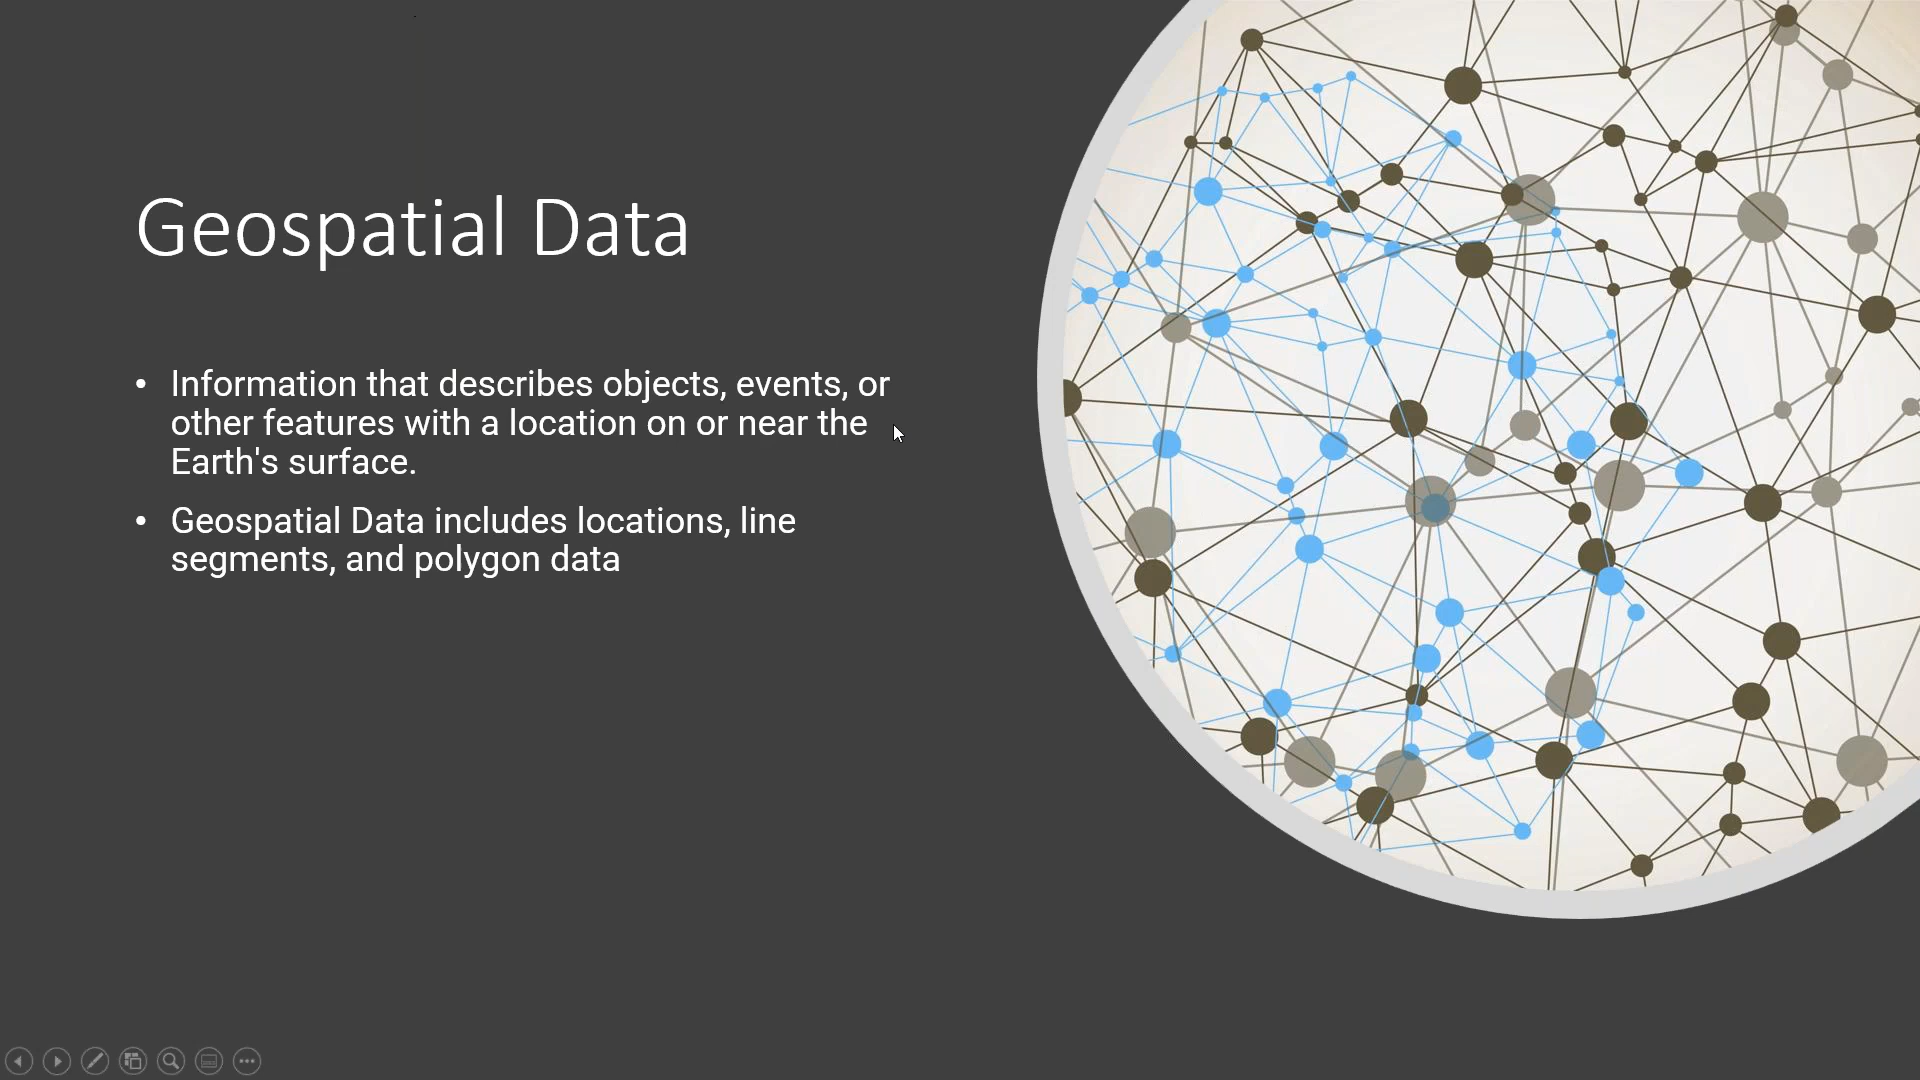 Geospatial Data
• Information that describes objects, events, or
other features with a location on or near the
Earth's surface.
• Geospatial Data includes locations, line
segments, and polygon data